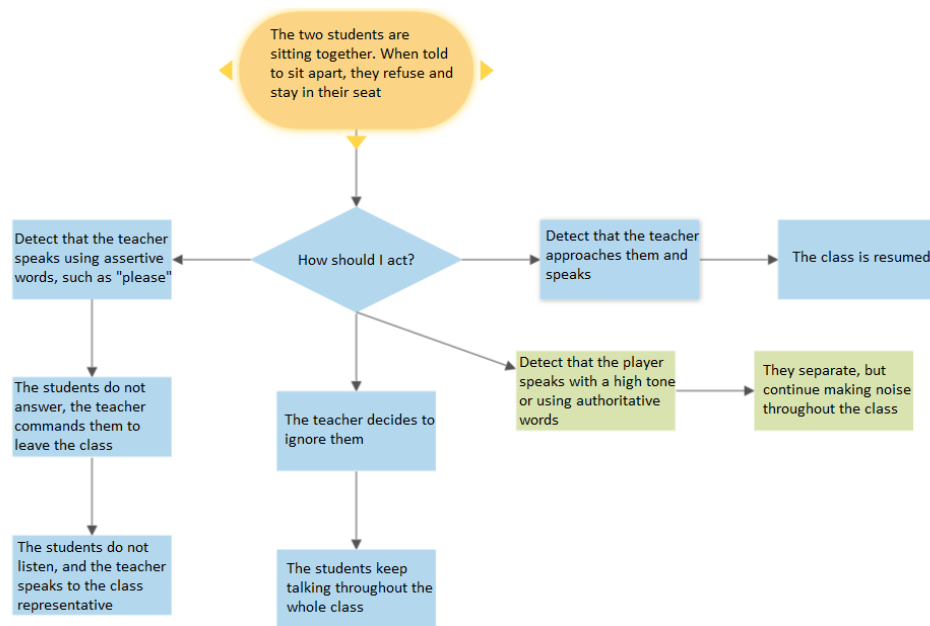 The two students are
sitting together. When told
to sit apart, they refuse and
stay in their seat
Detect that the teacher
speaks using assertive
words, such as "please"
How should I act?
Detect that the teacher
approaches them and
speaks
The class is resumed
Detect that the player
speaks with a high tone
or using authoritative
words
They separate, but
continue making noise
throughout the class
The students do not
answer, the teacher
commands them to
leave the class
The teacher decides to
ignore them
The students do not
listen, and the teacher
speaks to the class
representative
The students keep
talking throughout the
whole class